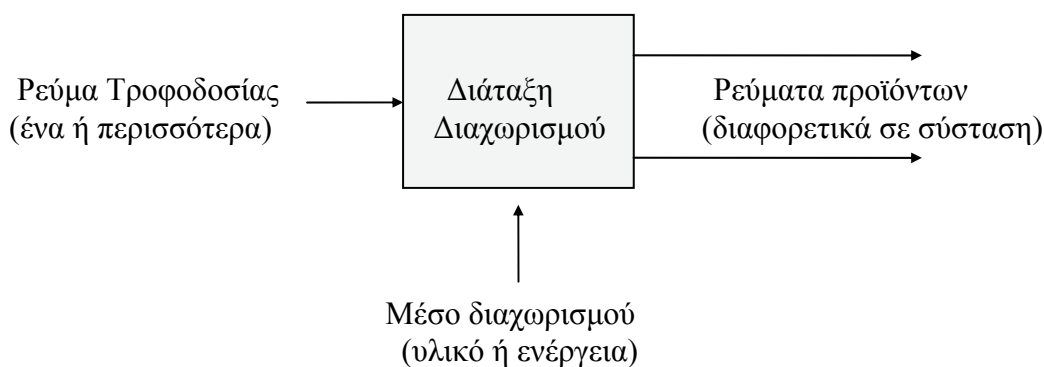 Ρεύμα Τροφοδοσίας
(ένα ή περισσότερα)
Διάταξη
Διαχωρισμού
Ρεύματα προϊόντων
(διαφορετικά σε σύσταση)
Μέσο διαχωρισμού
(υλικό ή ενέργεια)